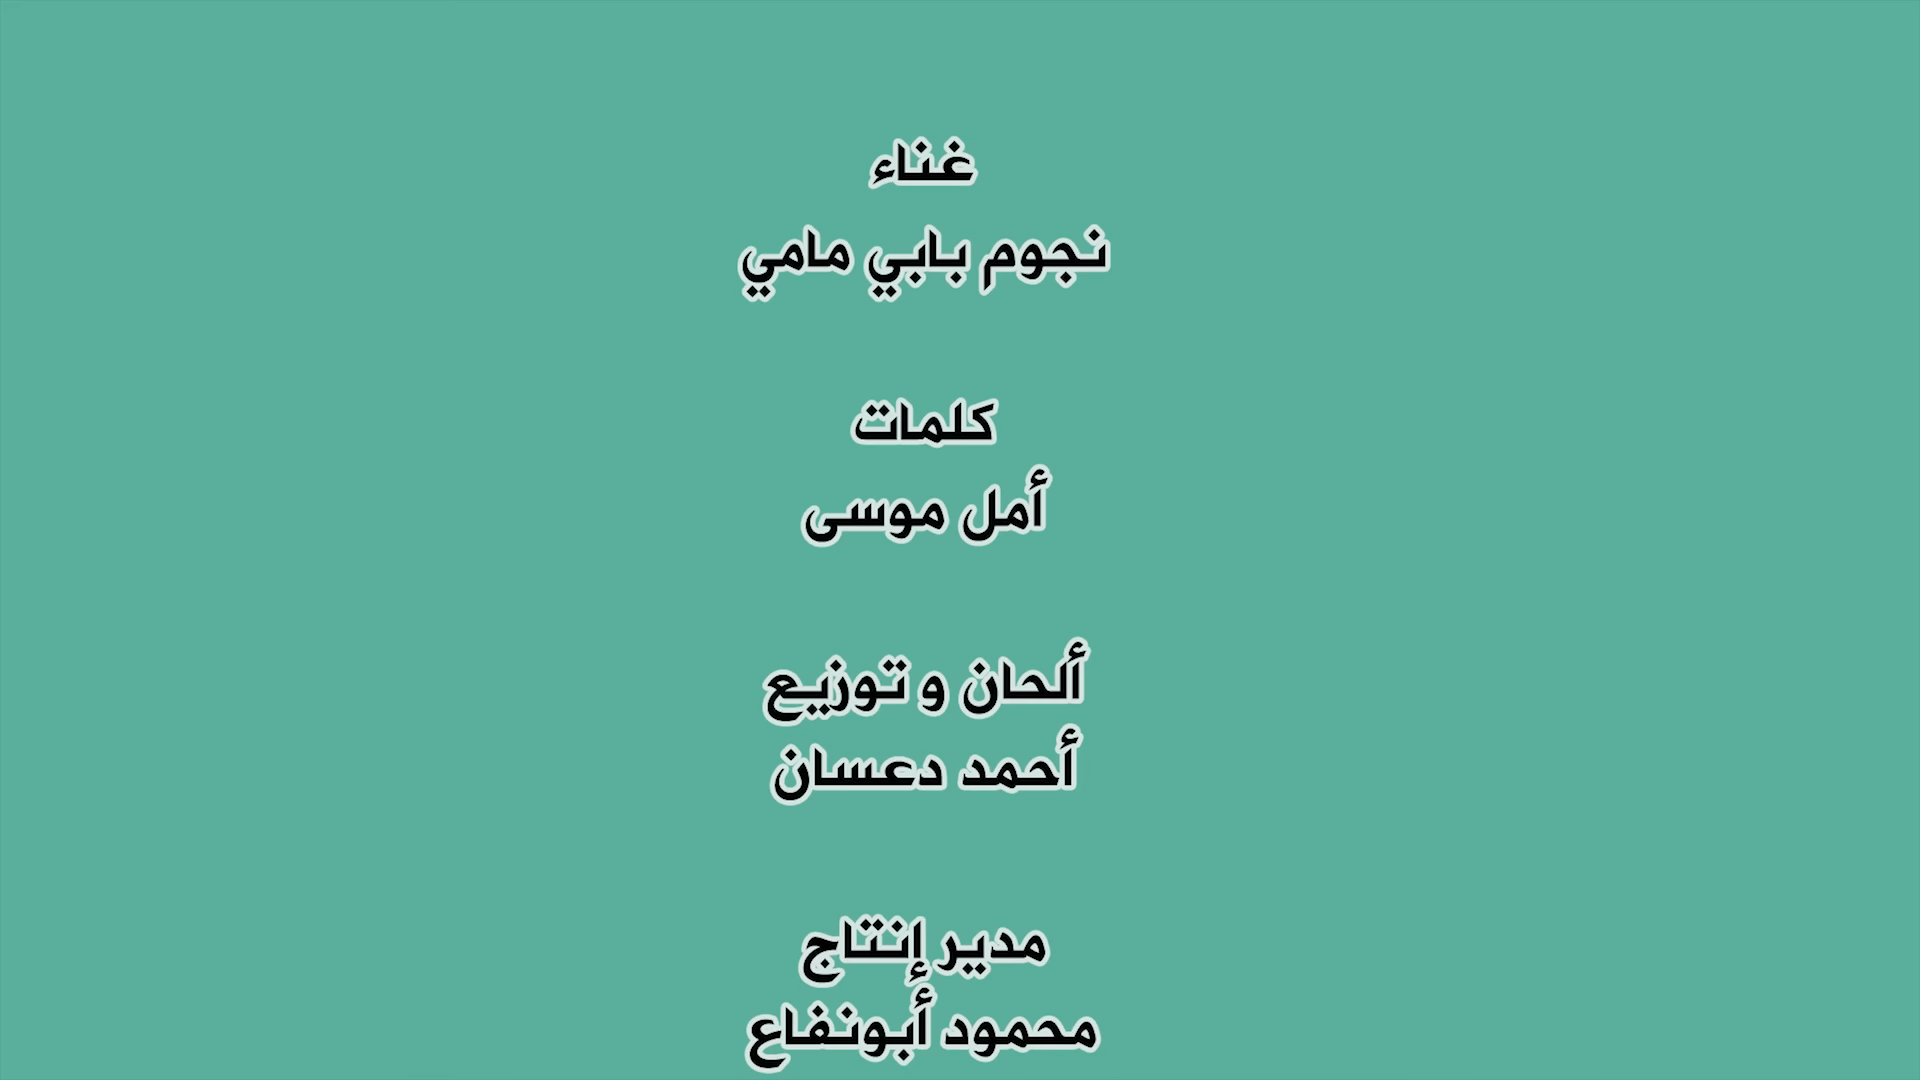 غناء
نجوم بابي مامي
كلمات
أمل موسى
ألحان و توزيع
أحمد دعسان
مدير إنتاج
محمود أبونفاع